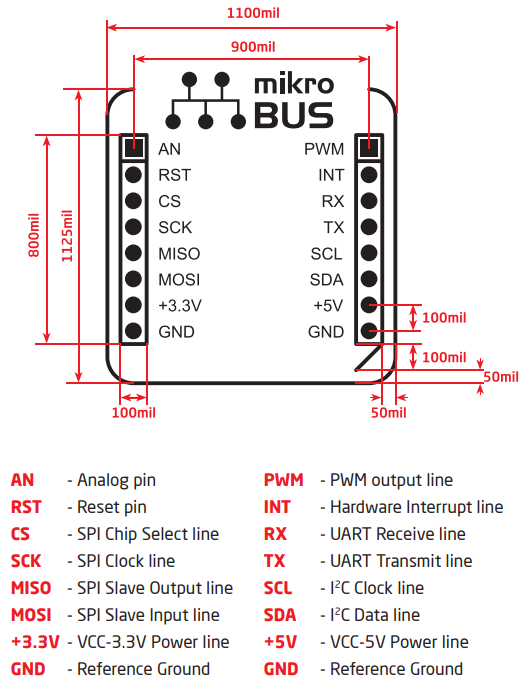 1100mil
900mil
mikro
BUS
AN PWM
RST INT
CS RX
SCK TX
MISO SCL
MOSI SDA
+3.3V +5V
GND GND
800mil
1125mil
100mil
100mil
50mil
100mil
50mil
AN - Analog pin
RST - Reset pin
CS - SPI Chip Select line
SCK - SPI Clock line
MISO - SPI Slave Output line
MOSI - SPI Slave Input line
+3.3V - VCC-3.3V Power line
GND - Reference Ground
PWM - PWM output line
INT - Hardware Interrupt line
RX - UART Receive line
TX - UART Transmit line
SCL - I²C Clock line
SDA - I²C Data line
+5V - VCC-5V Power line
GND - Reference Ground